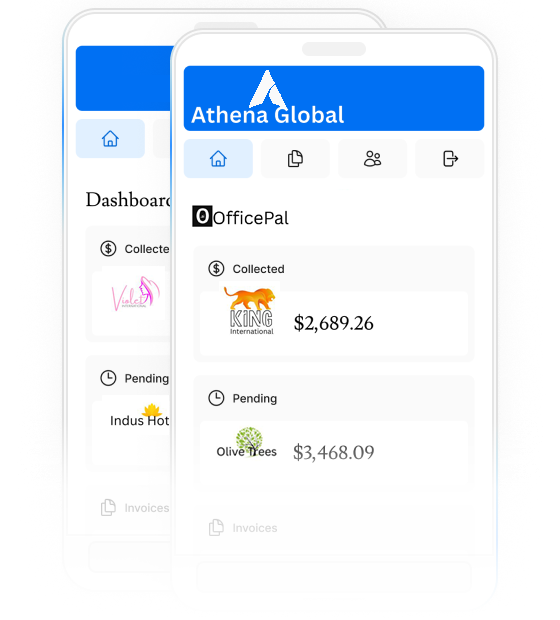 Athena Global
Dashboard
OOfficePal
Collecte
Collected
Violet
KING
International
$2,689.26
Pending
Pending
Indus Hot
Olive Trees
$3,468.09
Invoices
Invoices